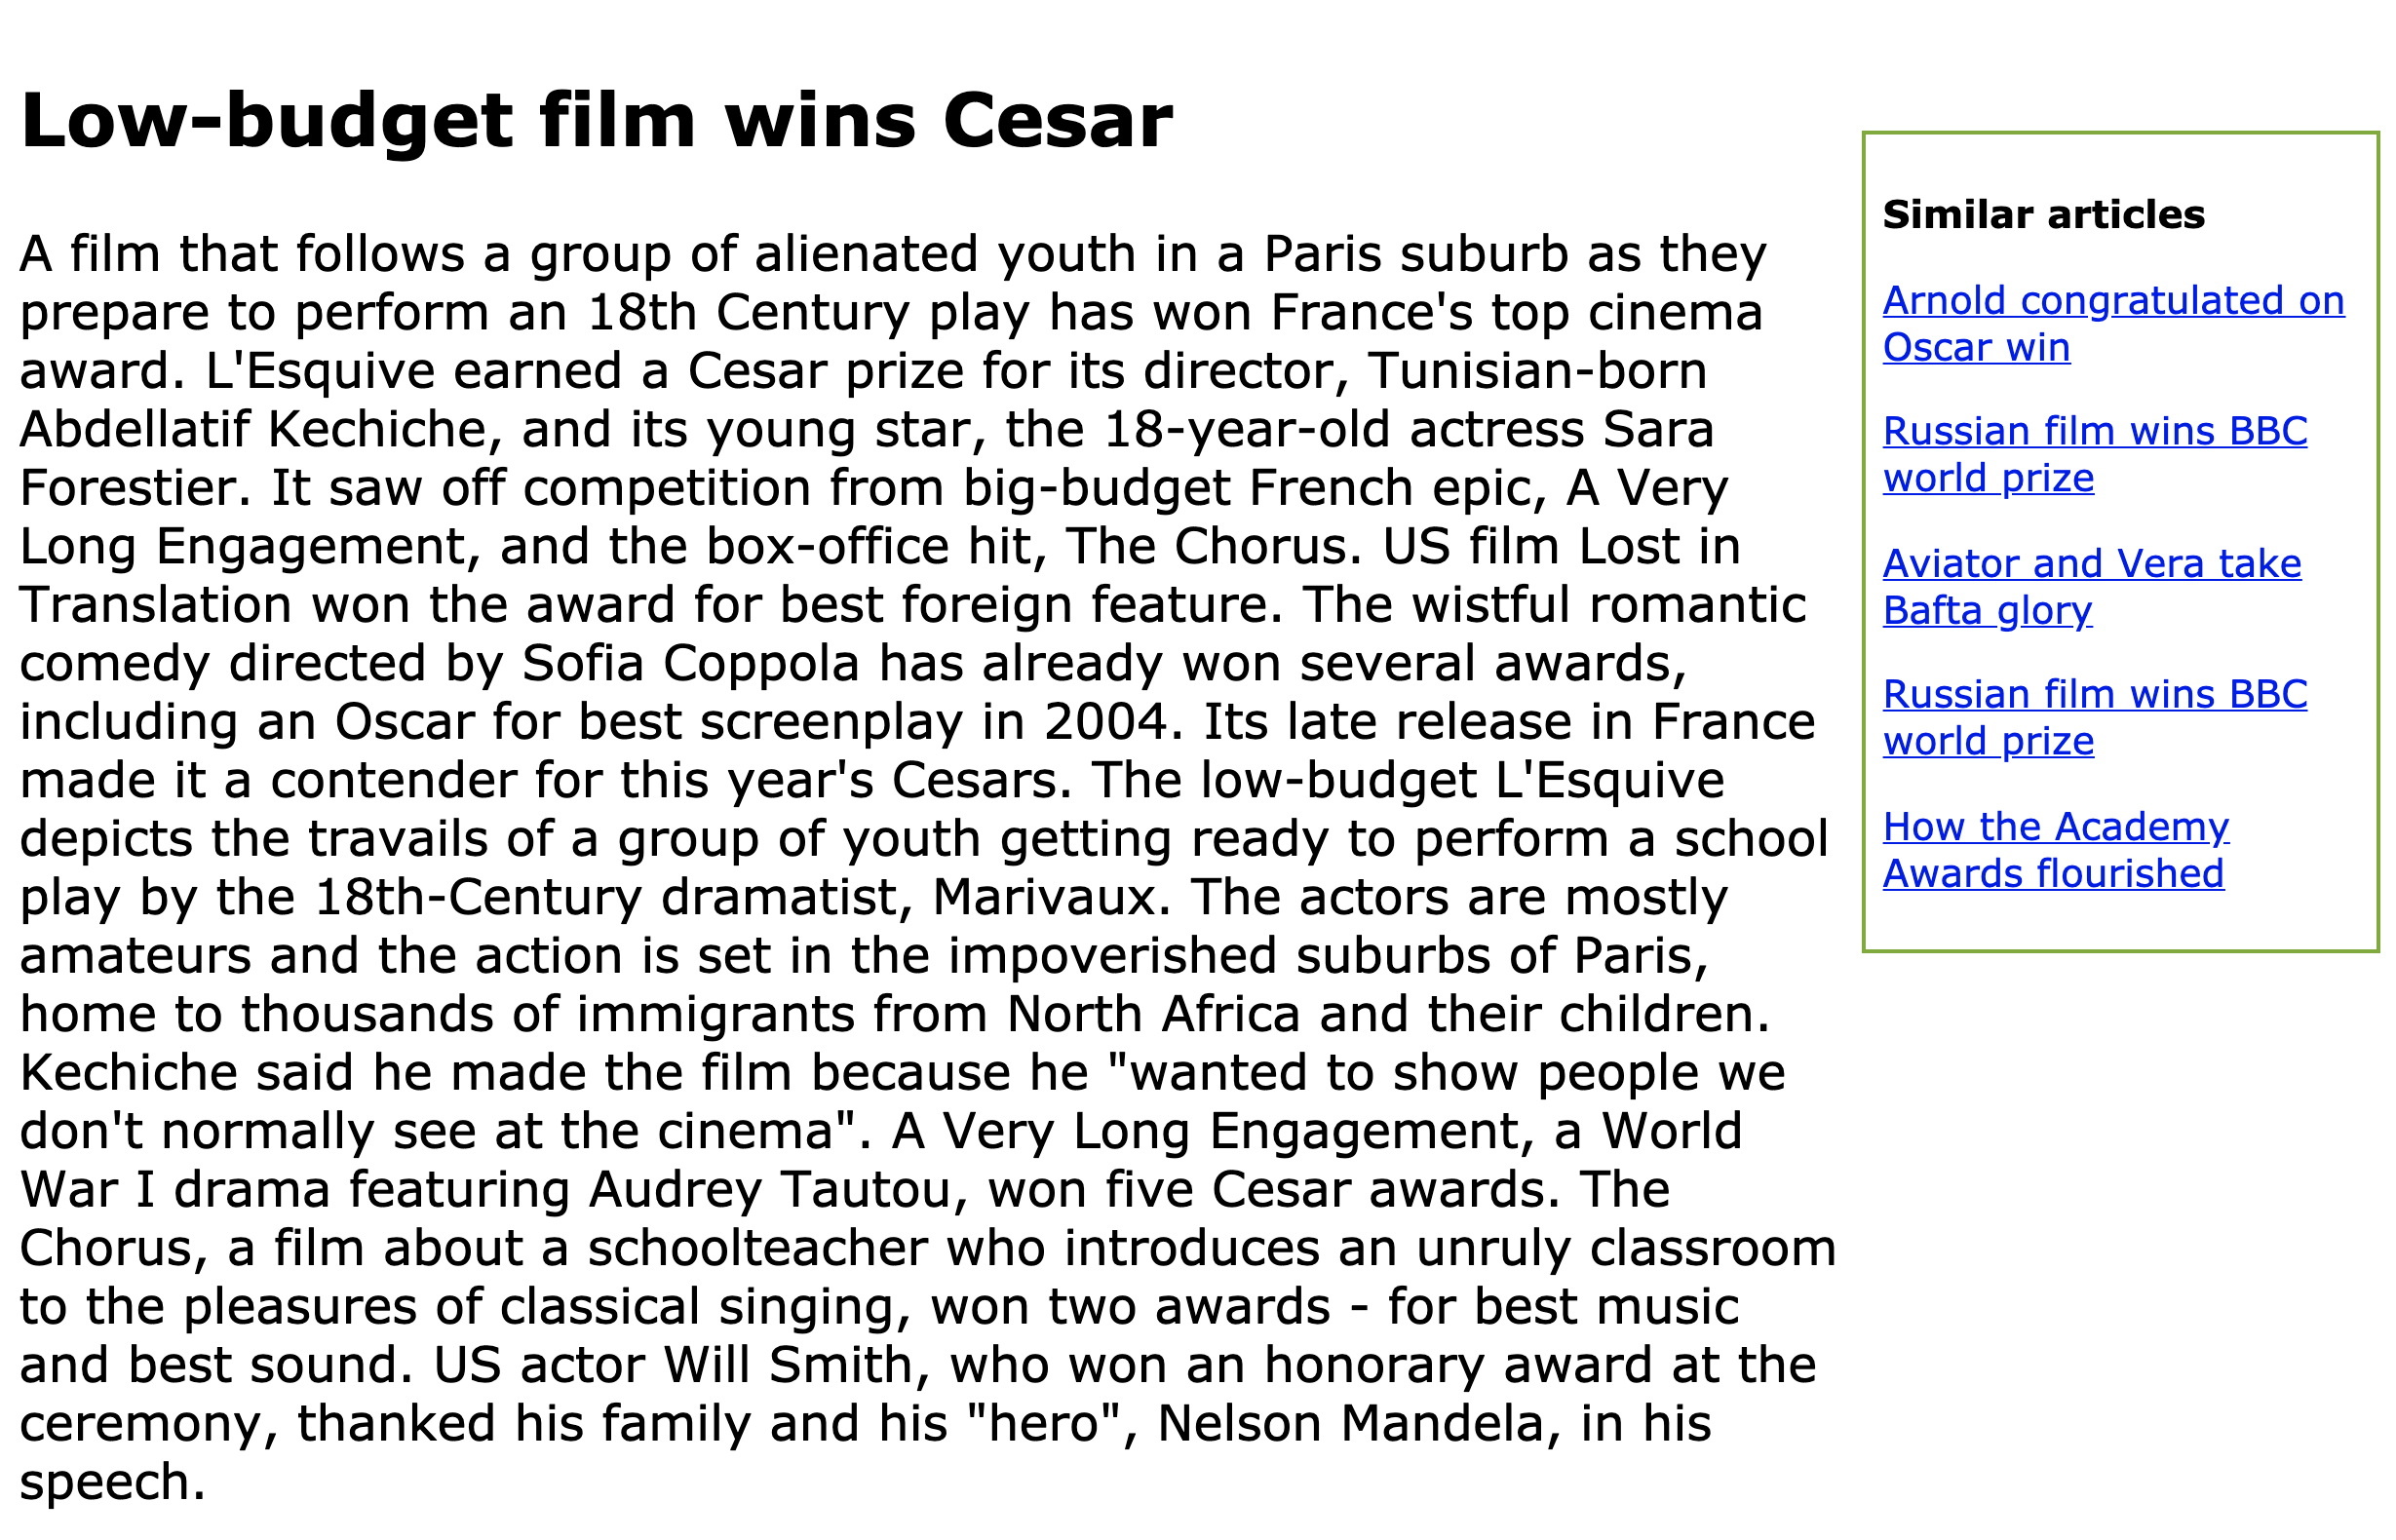 Low-budget film wins Cesar
A film that follows a group of alienated youth in a Paris suburb as they
prepare to perform an 18th Century play has won France's top cinema
award. L'Esquive earned a Cesar prize for its director, Tunisian-born
Abdellatif Kechiche, and its young star, the 18-year-old actress Sara
Forestier. It saw off competition from big-budget French epic, A Very
Long Engagement, and the box-office hit, The Chorus. US film Lost in
Translation won the award for best foreign feature. The wistful romantic
comedy directed by Sofia Coppola has already won several awards,
including an Oscar for best screenplay in 2004. Its late release in France
made it a contender for this year's Cesars. The low-budget L'Esquive
depicts the travails of a group of youth getting ready to perform a school
play by the 18th-Century dramatist, Marivaux. The actors are mostly
amateurs and the action is set in the impoverished suburbs of Paris,
home to thousands of immigrants from North Africa and their children.
Kechiche said he made the film because he "wanted to show people we
don't normally see at the cinema". A Very Long Engagement, a World
War I drama featuring Audrey Tautou, won five Cesar awards. The
Chorus, a film about a schoolteacher who introduces an unruly classroom
to the pleasures of classical singing, won two awards - for best music
and best sound. US actor Will Smith, who won an honorary award at the
ceremony, thanked his family and his "hero", Nelson Mandela, in his
speech.
Similar articles
Arnold congratulated on
Oscar win
Russian film wins BBC
world prize
Aviator and Vera take
Bafta glory
Russian film wins BBC
world prize
How the Academy
Awards flourished